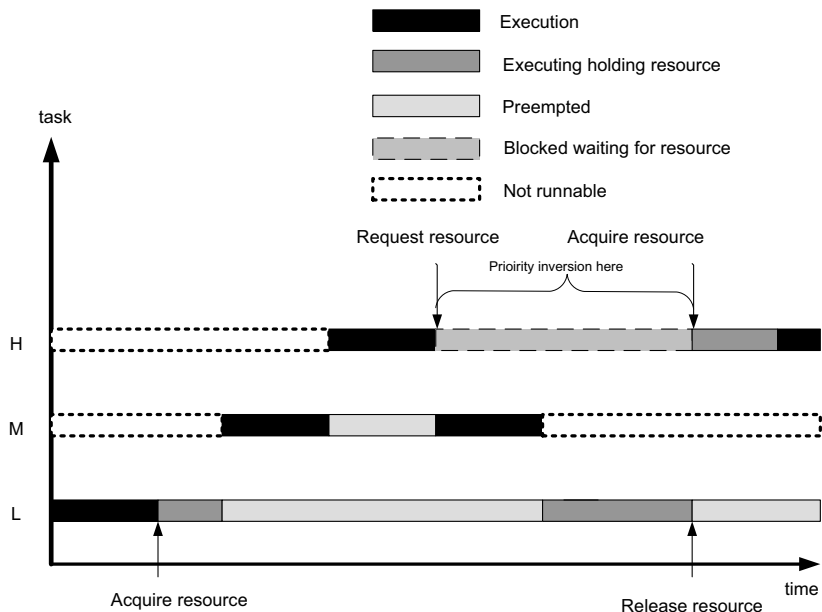 Execution
Executing holding resource
Preempted
Blocked waiting for resource
Not runnable
task
Request resource
Acquire resource
Prioirity inversion here
H
M
L
Acquire resource
Release resource
time